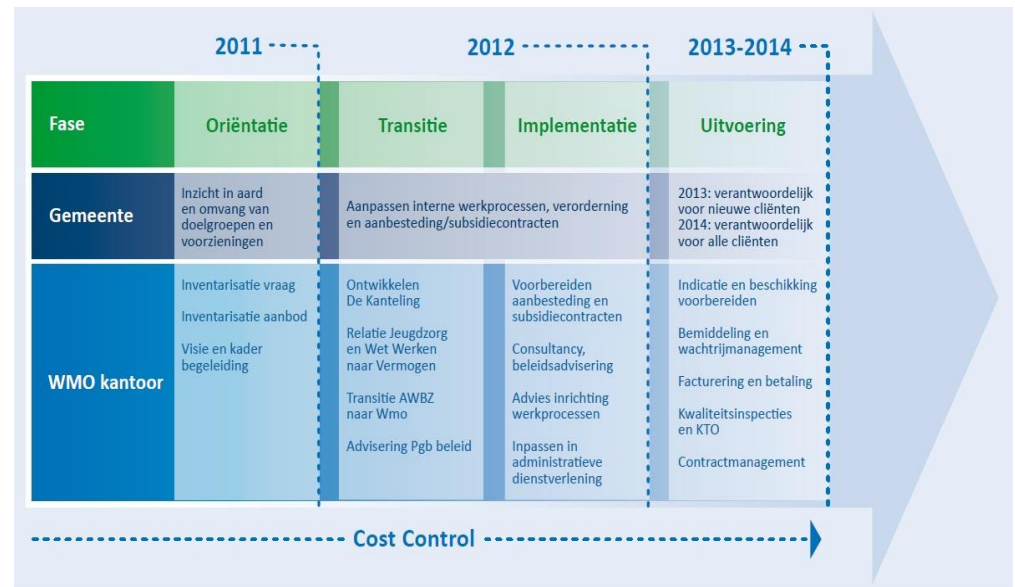 2011
2012
2013-2014
Fase
Oriëntatie
Transitie
Implementatie
Uitvoering
Gemeente
Inzicht in aard
en omvang van
doelgroepen en
voorzieningen
Aanpassen interne werkprocessen, verorderning
en aanbesteding/subsidiecontracten
2013: verantwoordelijk
voor nieuwe cliënten
2014: verantwoordelijk
voor alle cliënten
WMO kantoor
Inventarisatie vraag
Inventarisatie aanbod
Visie en kader
begeleiding
Ontwikkelen
De Kanteling
Relatie Jeugdzorg
en Wet Werken
naar Vermogen
Transitie AWBZ
naar Wmo
Advisering Pgb beleid
Voorbereiden
aanbesteding en
subsidiecontracten
Consultancy,
beleidsadvisering
Advies inrichting
werkprocessen
Inpassen in
administratieve
dienstverlening
Indicatie en beschikking
voorbereiden
Bemiddeling en
wachtrijmanagement
Facturering en betaling
Kwaliteitsinspecties
en KTO
Contractmanagement
Cost Control